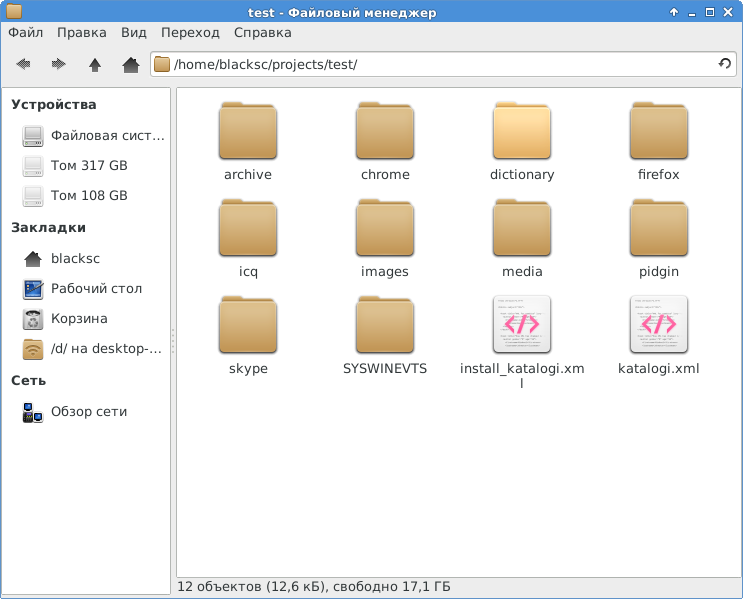 test - Файловый менеджер
Файл Правка Вид Переход Справка
/home/blacksc/projects/test/
Устройства
Файловая сист...
Том 317 GB
Том 108 GB
Закладки
blacksc
Рабочий стол
Корзина
/d/ на desktop-...
Сеть
Обзор сети
archive chrome dictionary firefox
icq images media pidgin
skype SYSWINEVTS install_katalogi.xm katalogi.xml
l
12 объектов (12,6 кБ), свободно 17,1 ГБ